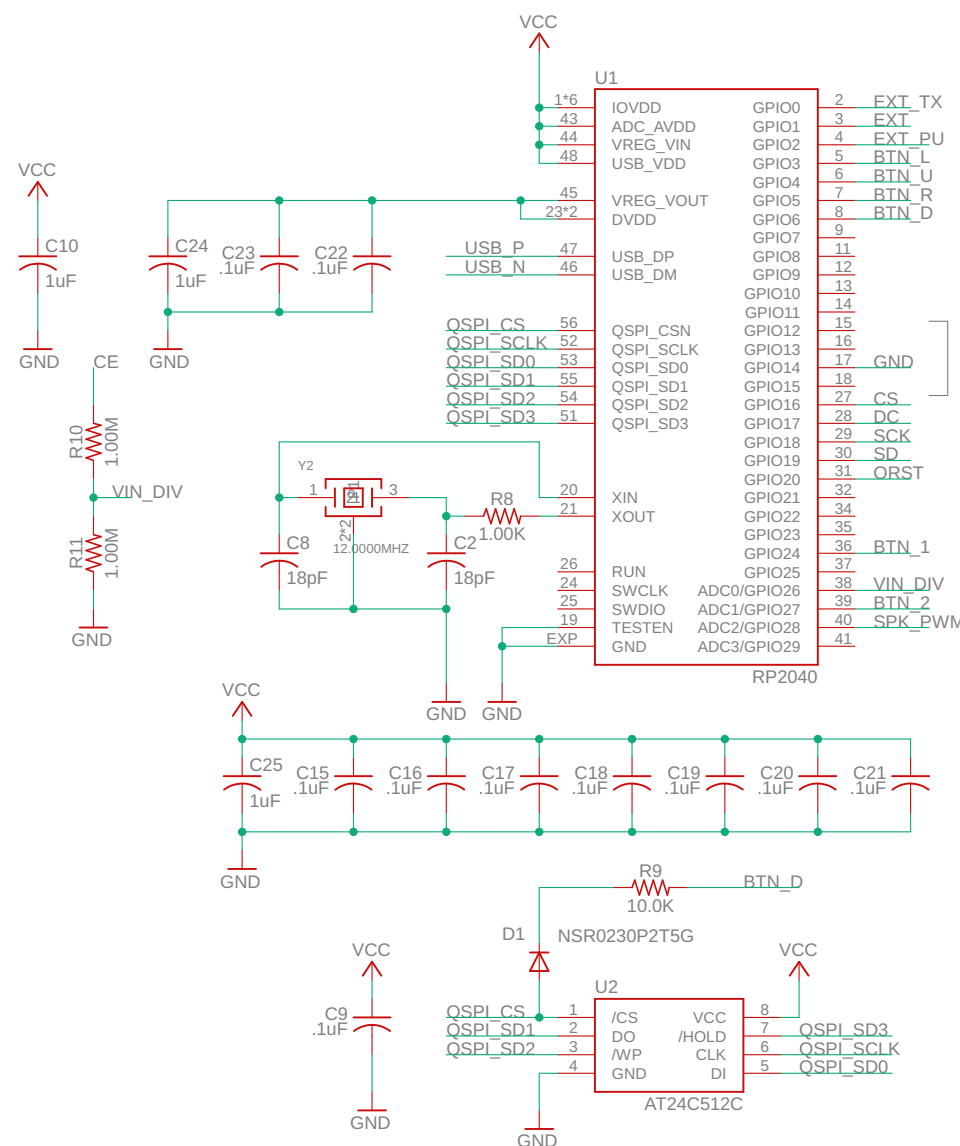 VCC
U1
1*6 IOVDD GPIO0 2 EXT_TX
43 ADC_AVDD GPIO1 3 EXT
44 VREG_VIN GPIO2 4 EXT_PU
48 USB_VDD GPIO3 5 BTN_L
GPIO4 6 BTN_U
45 VREG_VOUT GPIO5 7 BTN_R
23*2 DVDD GPIO6 8 BTN_D
GPIO7 9
USB_P 47 USB_DP GPIO8 11
USB_N 46 USB_DM GPIO9 12
GPIO10 13
GPIO11 14
QSPI_CS 56 QSPI_CSN GPIO12 15
QSPI_SCLK 52 QSPI_SCLK GPIO13 16
QSPI_SD0 53 QSPI_SD0 GPIO14 17 GND
QSPI_SD1 55 QSPI_SD1 GPIO15 18
QSPI_SD2 54 QSPI_SD2 GPIO16 27 CS
QSPI_SD3 51 QSPI_SD3 GPIO17 28 DC
GPIO18 29 SCK
GPIO19 30 SD
GPIO20 31 ORST
20 XIN GPIO21 32
21 XOUT GPIO22 34
GPIO23 35
GPIO24 36 BTN_1
26 RUN GPIO25 37
24 SWCLK ADC0/GPIO26 38 VIN_DIV
25 SWDIO ADC1/GPIO27 39 BTN_2
19 TESTEN ADC2/GPIO28 40 SPK_PWM
EXP GND ADC3/GPIO29 41
RP2040
VCC
C10
1uF
GND
C24
1uF
C23
.1uF
C22
.1uF
GND
CE
R10
1.00M
VIN_DIV
R11
1.00M
GND
Y2
1 3
2*2
12.0000MHZ
C8
18pF
C2
18pF
R8
1.00K
GND
GND
VCC
C25
1uF
C15
.1uF
C16
.1uF
C17
.1uF
C18
.1uF
C19
.1uF
C20
.1uF
C21
.1uF
GND
R9
10.0K
BTN_D
D1
NSR0230P2T5G
VCC
C9
.1uF
GND
VCC
U2
QSPI_CS 1 /CS VCC 8
QSPI_SD1 2 DO /HOLD 7 QSPI_SD3
QSPI_SD2 3 /WP CLK 6 QSPI_SCLK
4 GND DI 5 QSPI_SD0
AT24C512C
GND